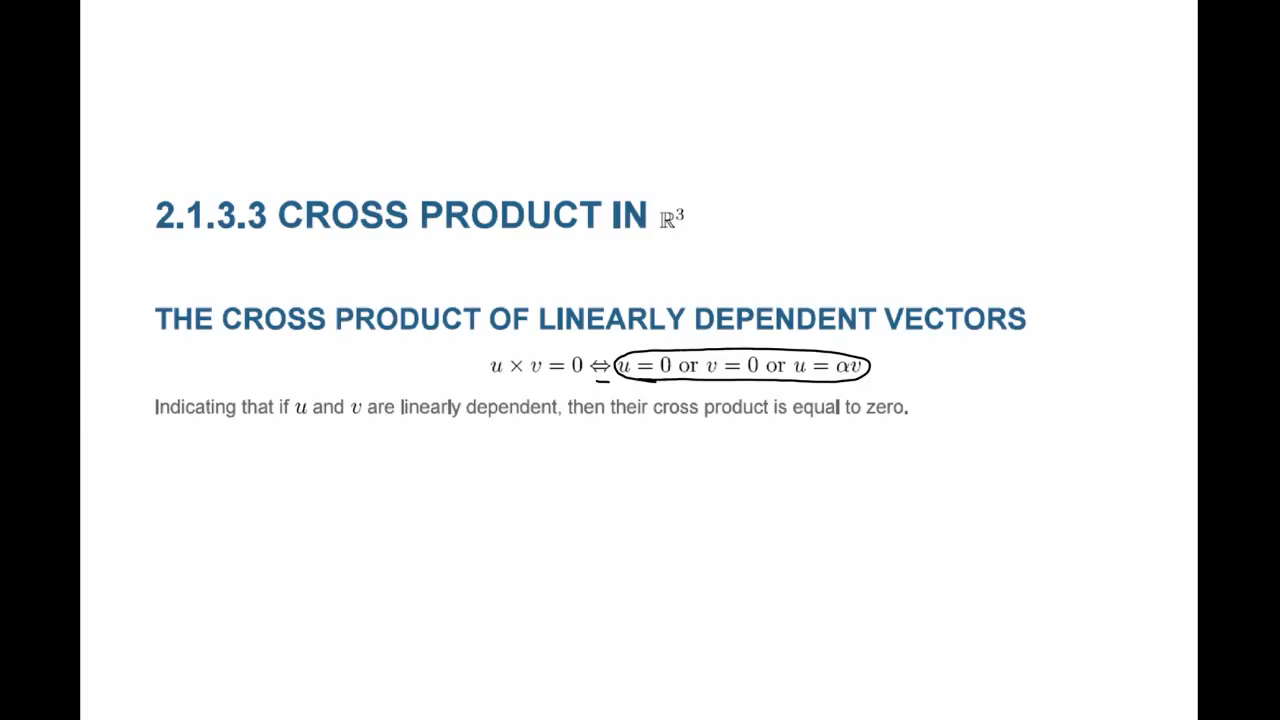 2.1.3.3 CROSS PRODUCT IN ℝ³
THE CROSS PRODUCT OF LINEARLY DEPENDENT VECTORS
u × v = 0 ⇔ u = 0 or v = 0 or u = αv
Indicating that if u and v are linearly dependent, then their cross product is equal to zero.